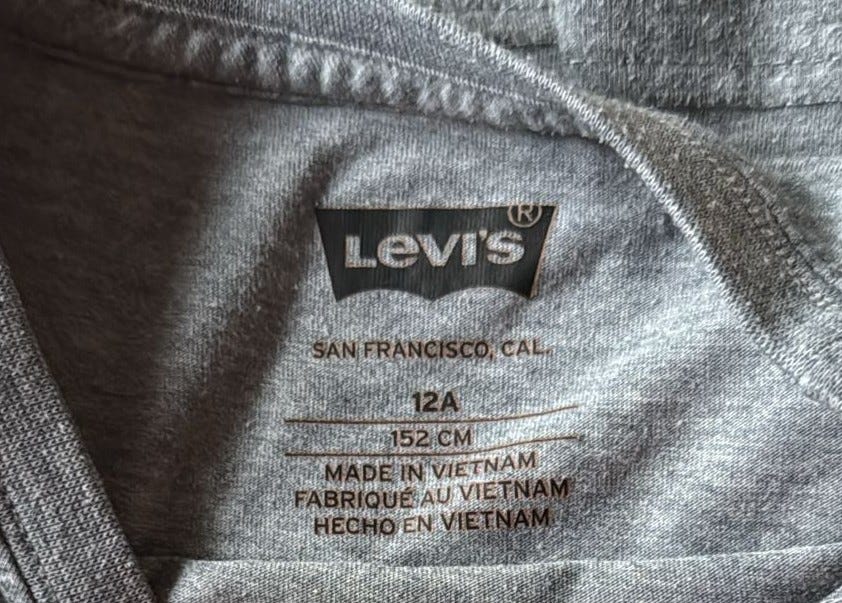 Levi's®
SAN FRANCISCO, CAL.
12A
152 CM
MADE IN VIETNAM
FABRIQUÉ AU VIETNAM
HECHO EN VIETNAM